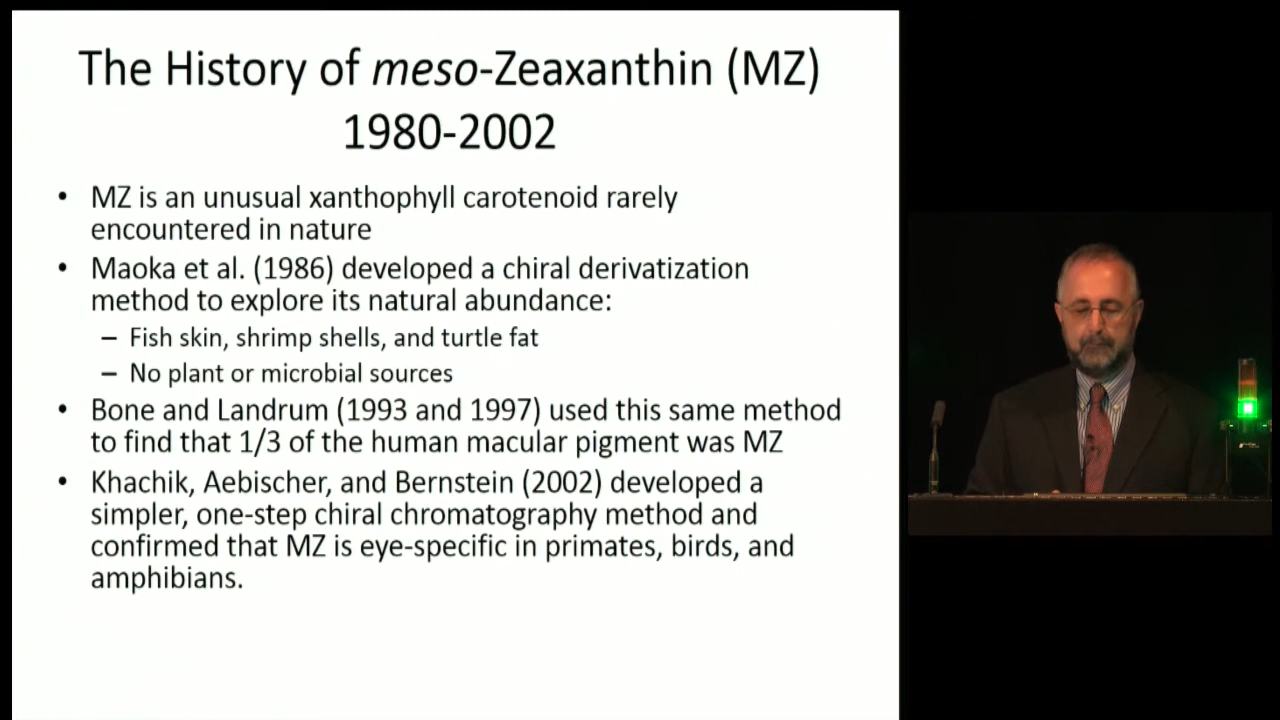 The History of meso-Zeaxanthin (MZ)
1980-2002
• MZ is an unusual xanthophyll carotenoid rarely
encountered in nature
• Maoka et al. (1986) developed a chiral derivatization
method to explore its natural abundance:
– Fish skin, shrimp shells, and turtle fat
– No plant or microbial sources
• Bone and Landrum (1993 and 1997) used this same method
to find that 1/3 of the human macular pigment was MZ
• Khachik, Aebischer, and Bernstein (2002) developed a
simpler, one-step chiral chromatography method and
confirmed that MZ is eye-specific in primates, birds, and
amphibians.